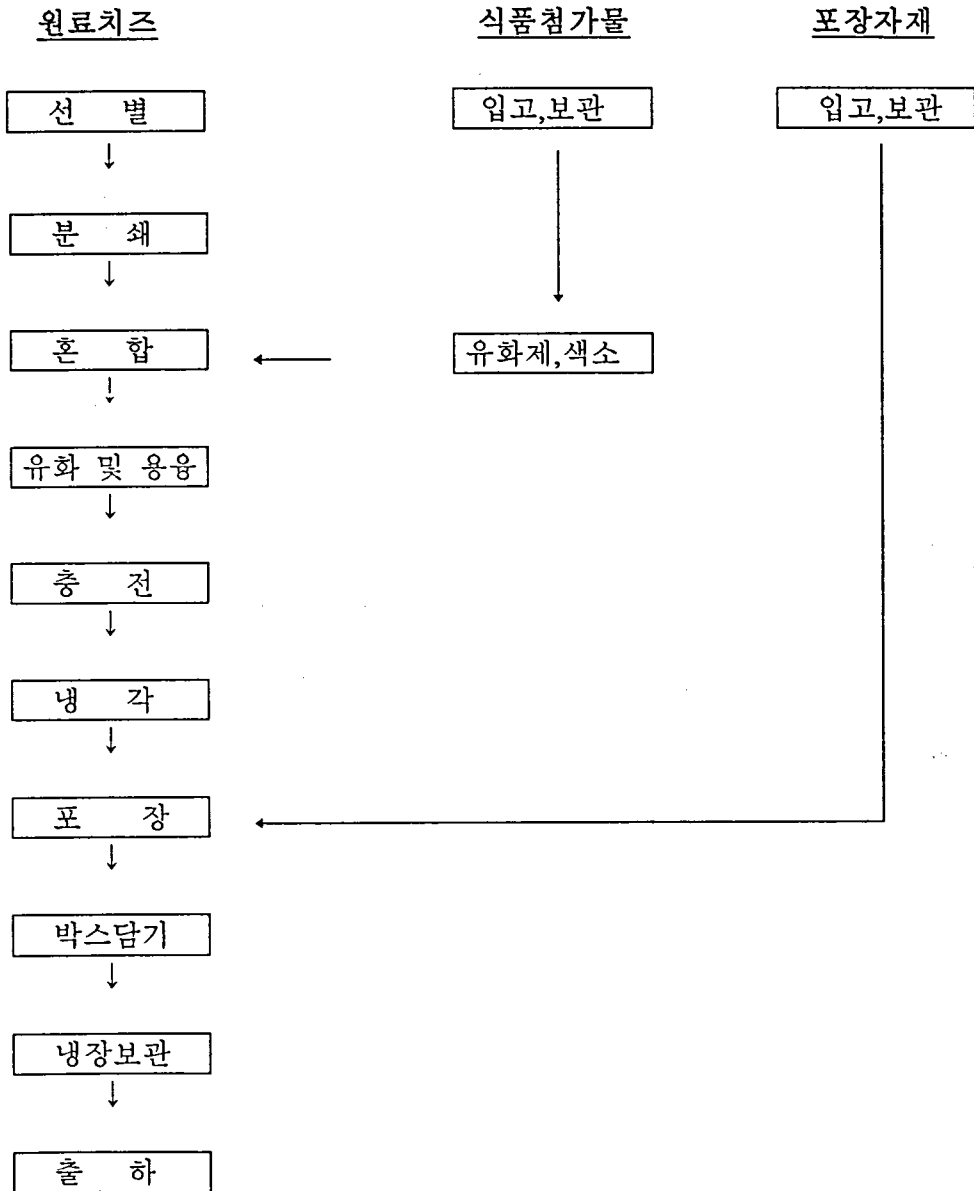 원료치즈 식품첨가물 포장자재
선 별 입고,보관 입고,보관
분 쇄
혼 합 유화제,색소
유화 및 용융
충 전
냉 각
포 장
박스담기
냉장보관
출 하